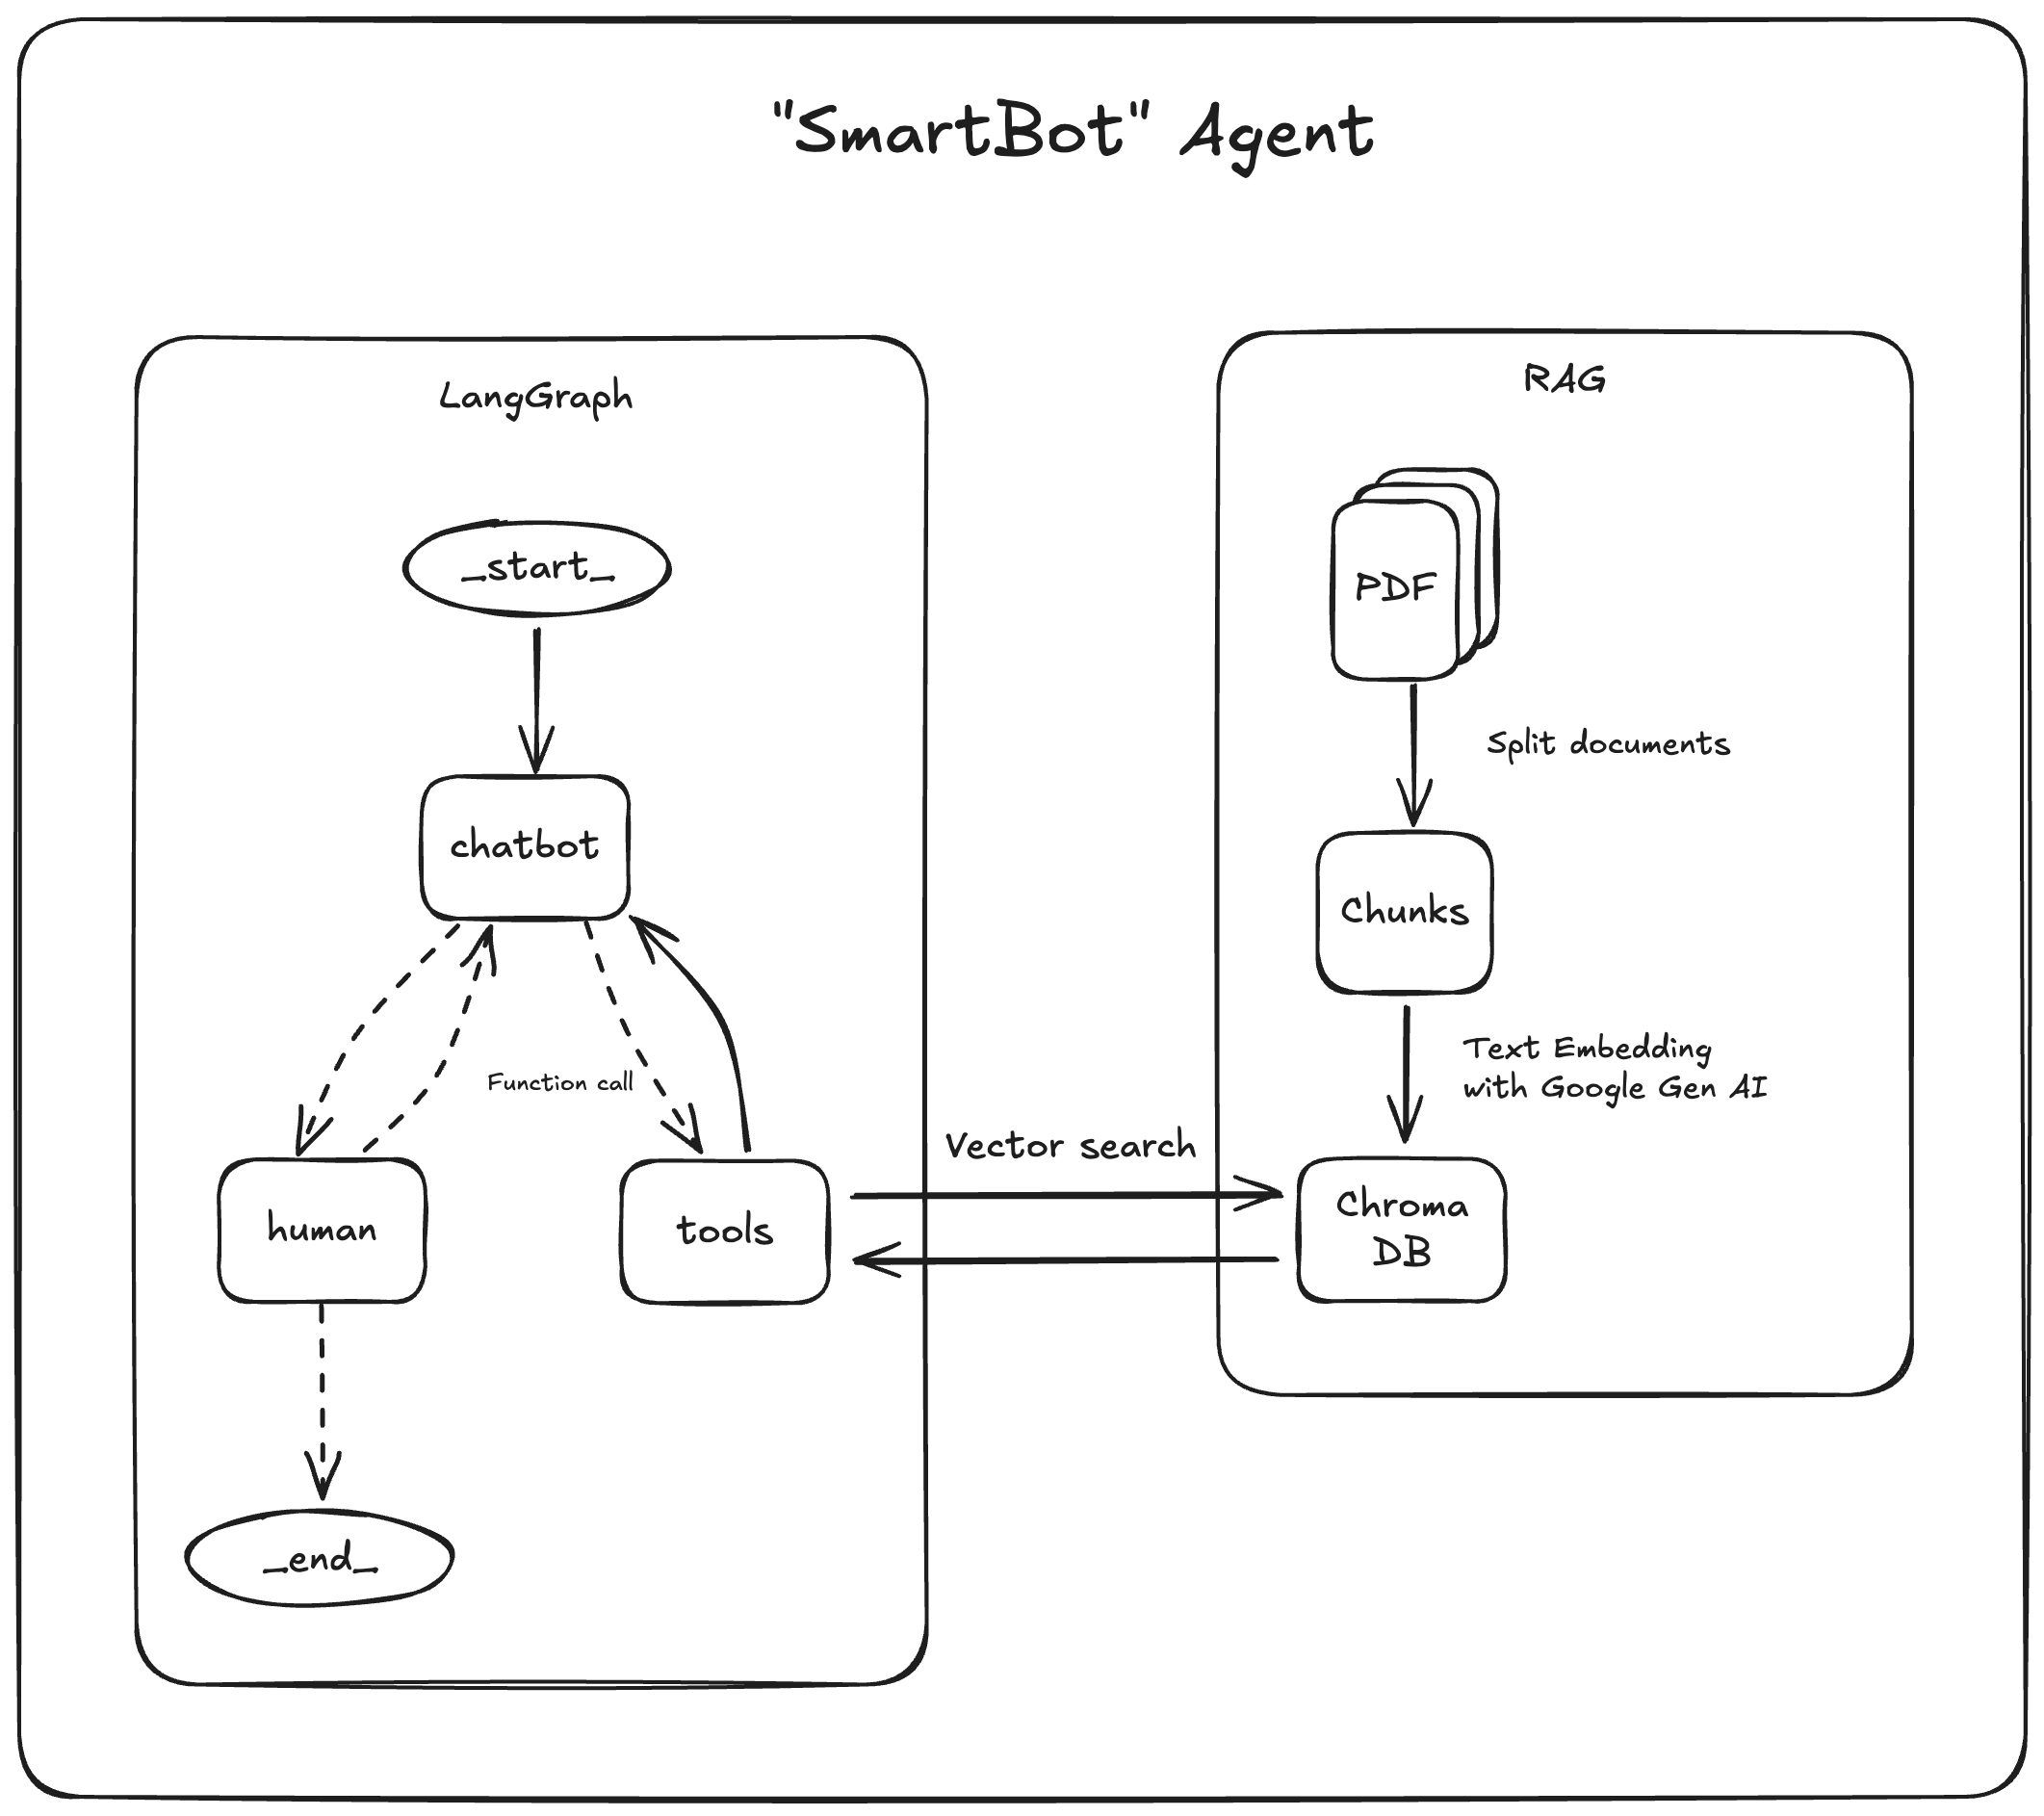 "SmartBot" Agent
LangGraph
_start_
chatbot
Function call
human
tools
_end_
Vector search
RAG
PDF
Split documents
Chunks
Text Embedding
with Google Gen AI
Chroma
DB